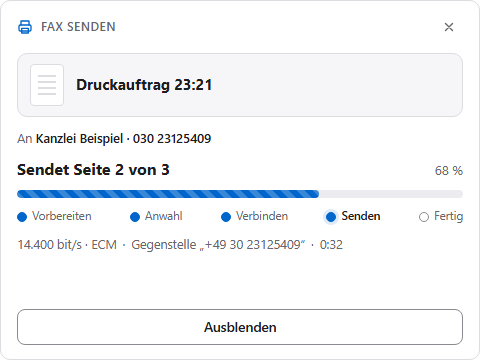 FAX SENDEN
Druckauftrag 23:21
An Kanzlei Beispiel · 030 23125409
Sendet Seite 2 von 3 68 %
Vorbereiten Anwahl Verbinden Senden Fertig
14.400 bit/s · ECM · Gegenstelle „+49 30 23125409“ · 0:32
Ausblenden